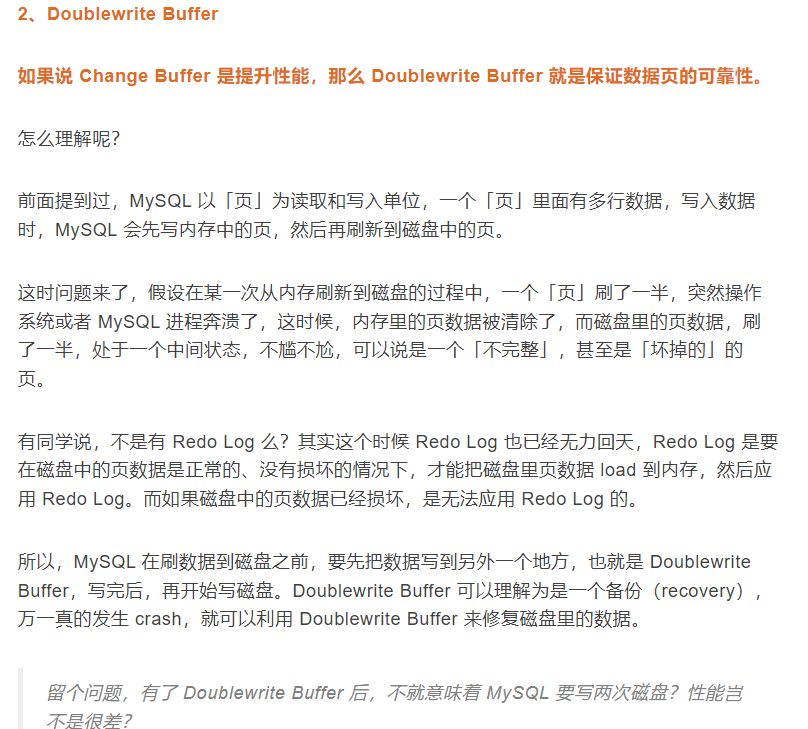 2、Doublewrite Buffer
如果说 Change Buffer 是提升性能，那么 Doublewrite Buffer 就是保证数据页的可靠性。
怎么理解呢？
前面提到过，MySQL 以「页」为读取和写入单位，一个「页」里面有多行数据，写入数据
时，MySQL 会先写内存中的页，然后再刷新到磁盘中的页。
这时问题来了，假设在某一次从内存刷新到磁盘的过程中，一个「页」刷了一半，突然操作
系统或者 MySQL 进程奔溃了，这时候，内存里的页数据被清除了，而磁盘里的页数据，刷
了一半，处于一个中间状态，不尴不尬，可以说是一个「不完整」，甚至是「坏掉的」的
页。
有同学说，不是有 Redo Log 么？其实这个时候 Redo Log 也已经无力回天，Redo Log 是要
在磁盘中的页数据是正常的、没有损坏的情况下，才能把磁盘里页数据 load 到内存，然后应
用 Redo Log。而如果磁盘中的页数据已经损坏，是无法应用 Redo Log 的。
所以，MySQL 在刷数据到磁盘之前，要先把数据写到另外一个地方，也就是 Doublewrite
Buffer，写完后，再开始写磁盘。Doublewrite Buffer 可以理解为是一个备份（recovery），
万一真的发生 crash，就可以利用 Doublewrite Buffer 来修复磁盘里的数据。
留个问题，有了 Doublewrite Buffer 后，不就意味着 MySQL 要写两次磁盘？性能岂
不是很差？